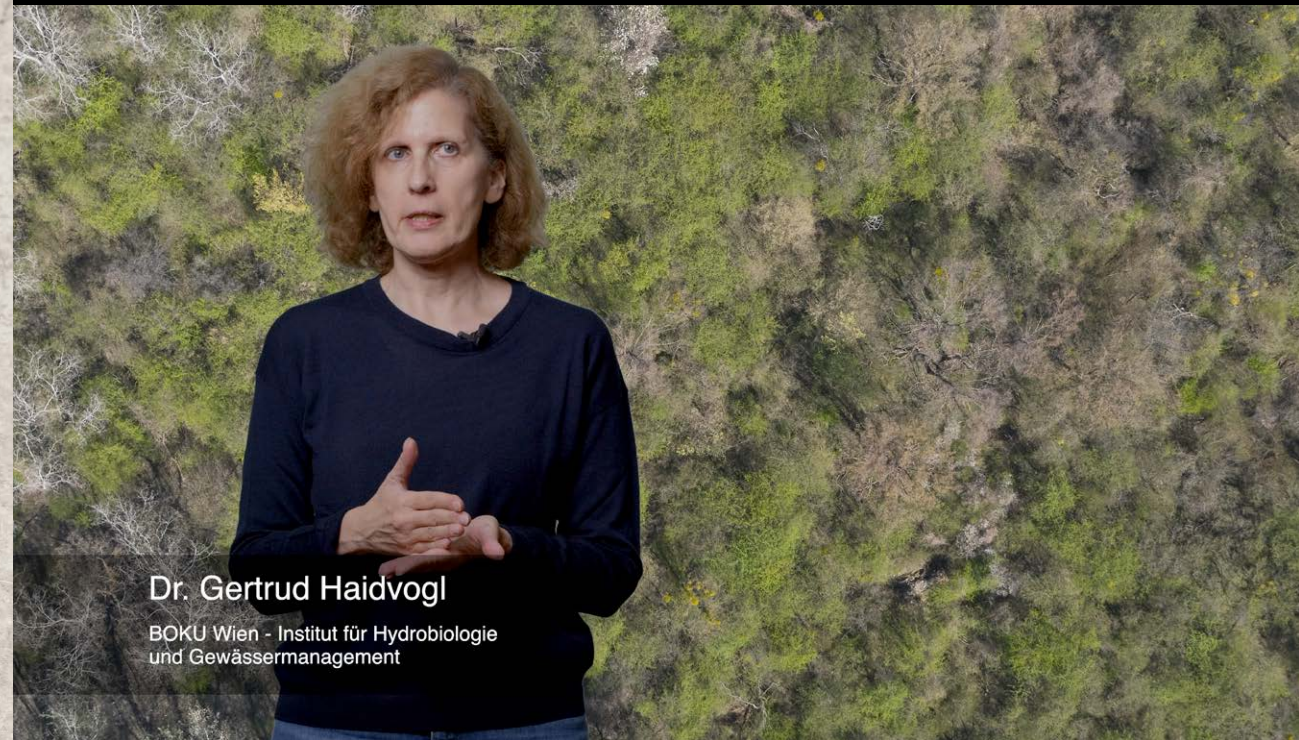 Dr. Gertrud Haidvogl
BOKU Wien - Institut für Hydrobiologie
und Gewässermanagement